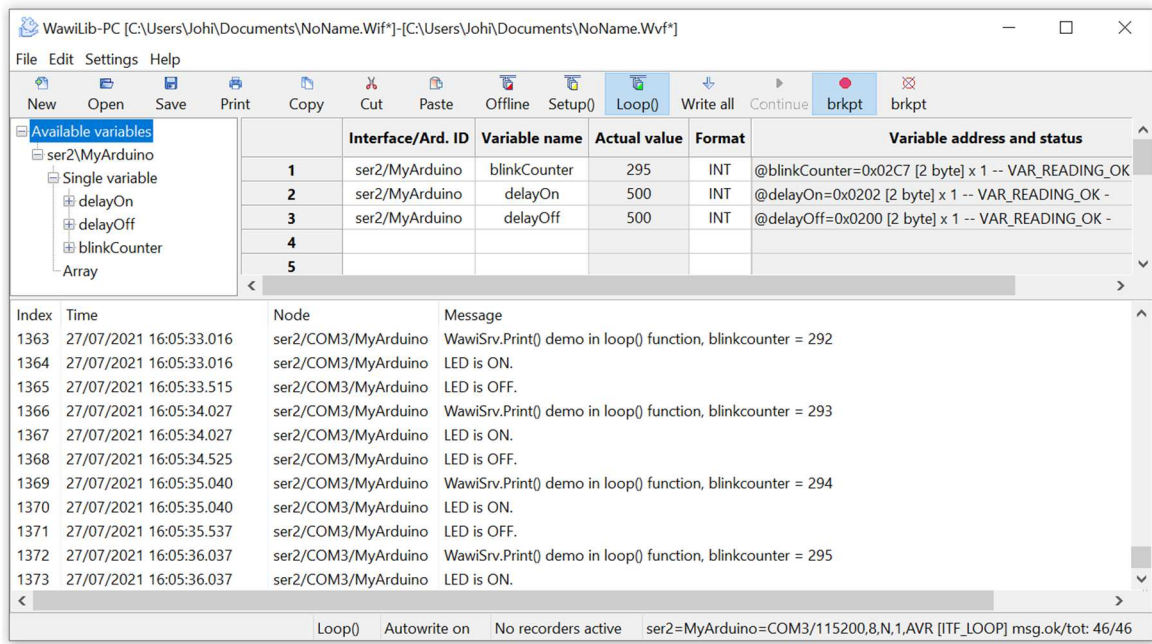 WawiLib-PC [C:\Users\Johi\Documents\NoName.Wif*]-[C:\Users\Johi\Documents\NoName.Wvf*]
File Edit Settings Help
New Open Save Print Copy Cut Paste Offline Setup() Loop() Write all Continue brkpt brkpt
Available variables
ser2\MyArduino
Single variable
delayOn
delayOff
blinkCounter
Array
Interface/Ard. ID Variable name Actual value Format Variable address and status
1 ser2/MyArduino blinkCounter 295 INT @blinkCounter=0x02C7 [2 byte] x 1 -- VAR_READING_OK
2 ser2/MyArduino delayOn 500 INT @delayOn=0x0202 [2 byte] x 1 -- VAR_READING_OK -
3 ser2/MyArduino delayOff 500 INT @delayOff=0x0200 [2 byte] x 1 -- VAR_READING_OK -
4
5
Index Time Node Message
1363 27/07/2021 16:05:33.016 ser2/COM3/MyArduino WawiSrv.Print() demo in loop() function, blinkcounter = 292
1364 27/07/2021 16:05:33.016 ser2/COM3/MyArduino LED is ON.
1365 27/07/2021 16:05:33.515 ser2/COM3/MyArduino LED is OFF.
1366 27/07/2021 16:05:34.027 ser2/COM3/MyArduino WawiSrv.Print() demo in loop() function, blinkcounter = 293
1367 27/07/2021 16:05:34.027 ser2/COM3/MyArduino LED is ON.
1368 27/07/2021 16:05:34.525 ser2/COM3/MyArduino LED is OFF.
1369 27/07/2021 16:05:35.040 ser2/COM3/MyArduino WawiSrv.Print() demo in loop() function, blinkcounter = 294
1370 27/07/2021 16:05:35.040 ser2/COM3/MyArduino LED is ON.
1371 27/07/2021 16:05:35.537 ser2/COM3/MyArduino LED is OFF.
1372 27/07/2021 16:05:36.037 ser2/COM3/MyArduino WawiSrv.Print() demo in loop() function, blinkcounter = 295
1373 27/07/2021 16:05:36.037 ser2/COM3/MyArduino LED is ON.
Loop() Autowrite on No recorders active ser2=MyArduino=COM3/115200,8,N,1,AVR [ITF_LOOP] msg.ok/tot: 46/46